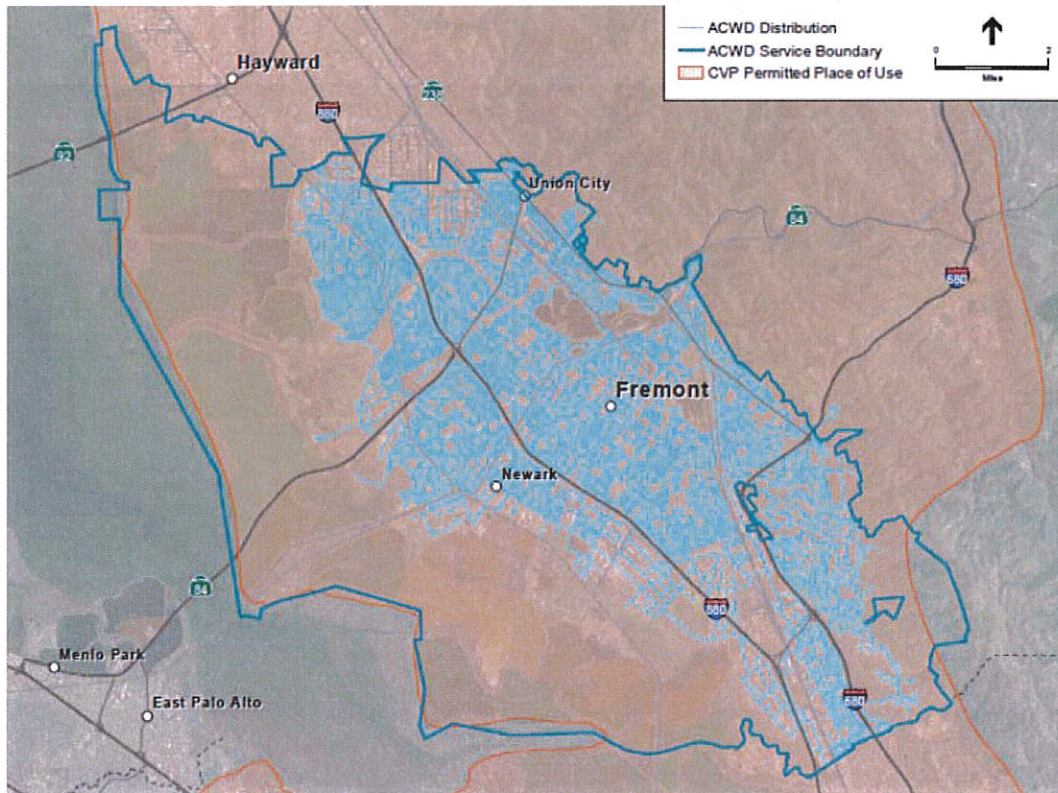 ACWD Distribution
ACWD Service Boundary
CVP Permitted Place of Use
0 2
Miles
Hayward
238
880
92
Union City
84
680
Fremont
Newark
84
880
Menlo Park
680
East Palo Alto